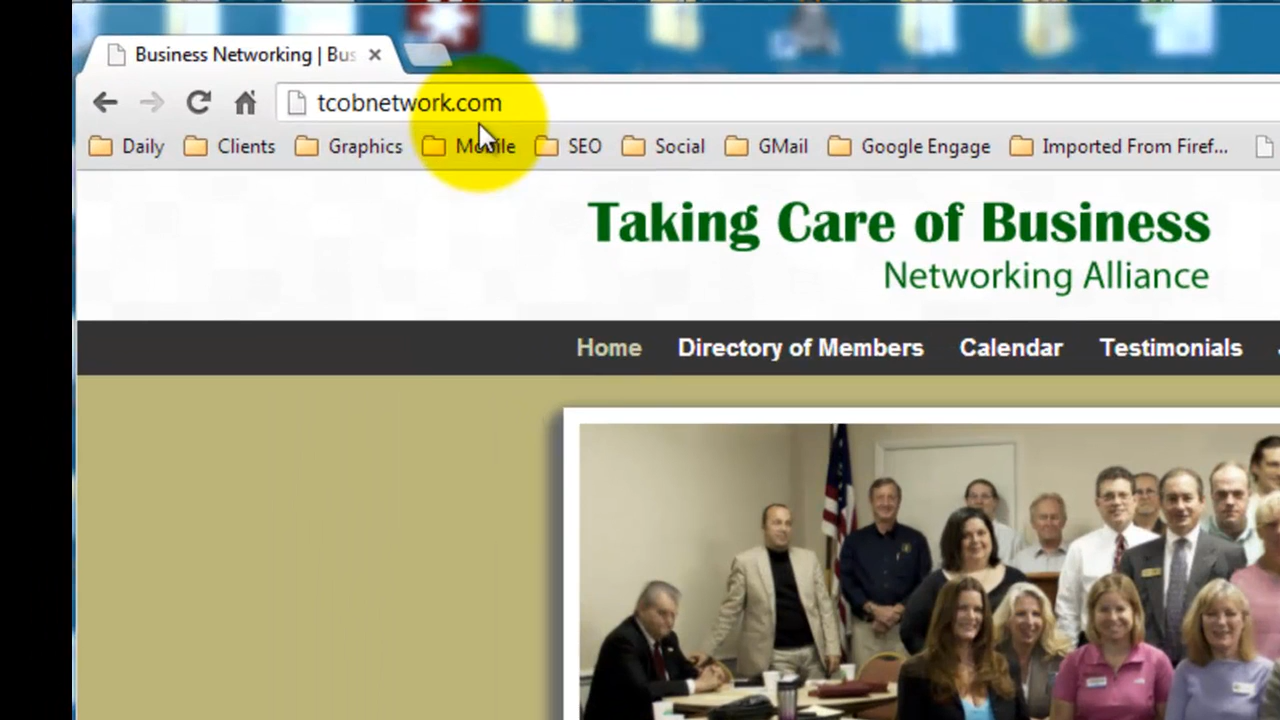 Business Networking | Bus
tcobnetwork.com
Daily Clients Graphics Mobile SEO Social GMail Google Engage Imported From Firef...
Taking Care of Business
Networking Alliance
Home Directory of Members Calendar Testimonials